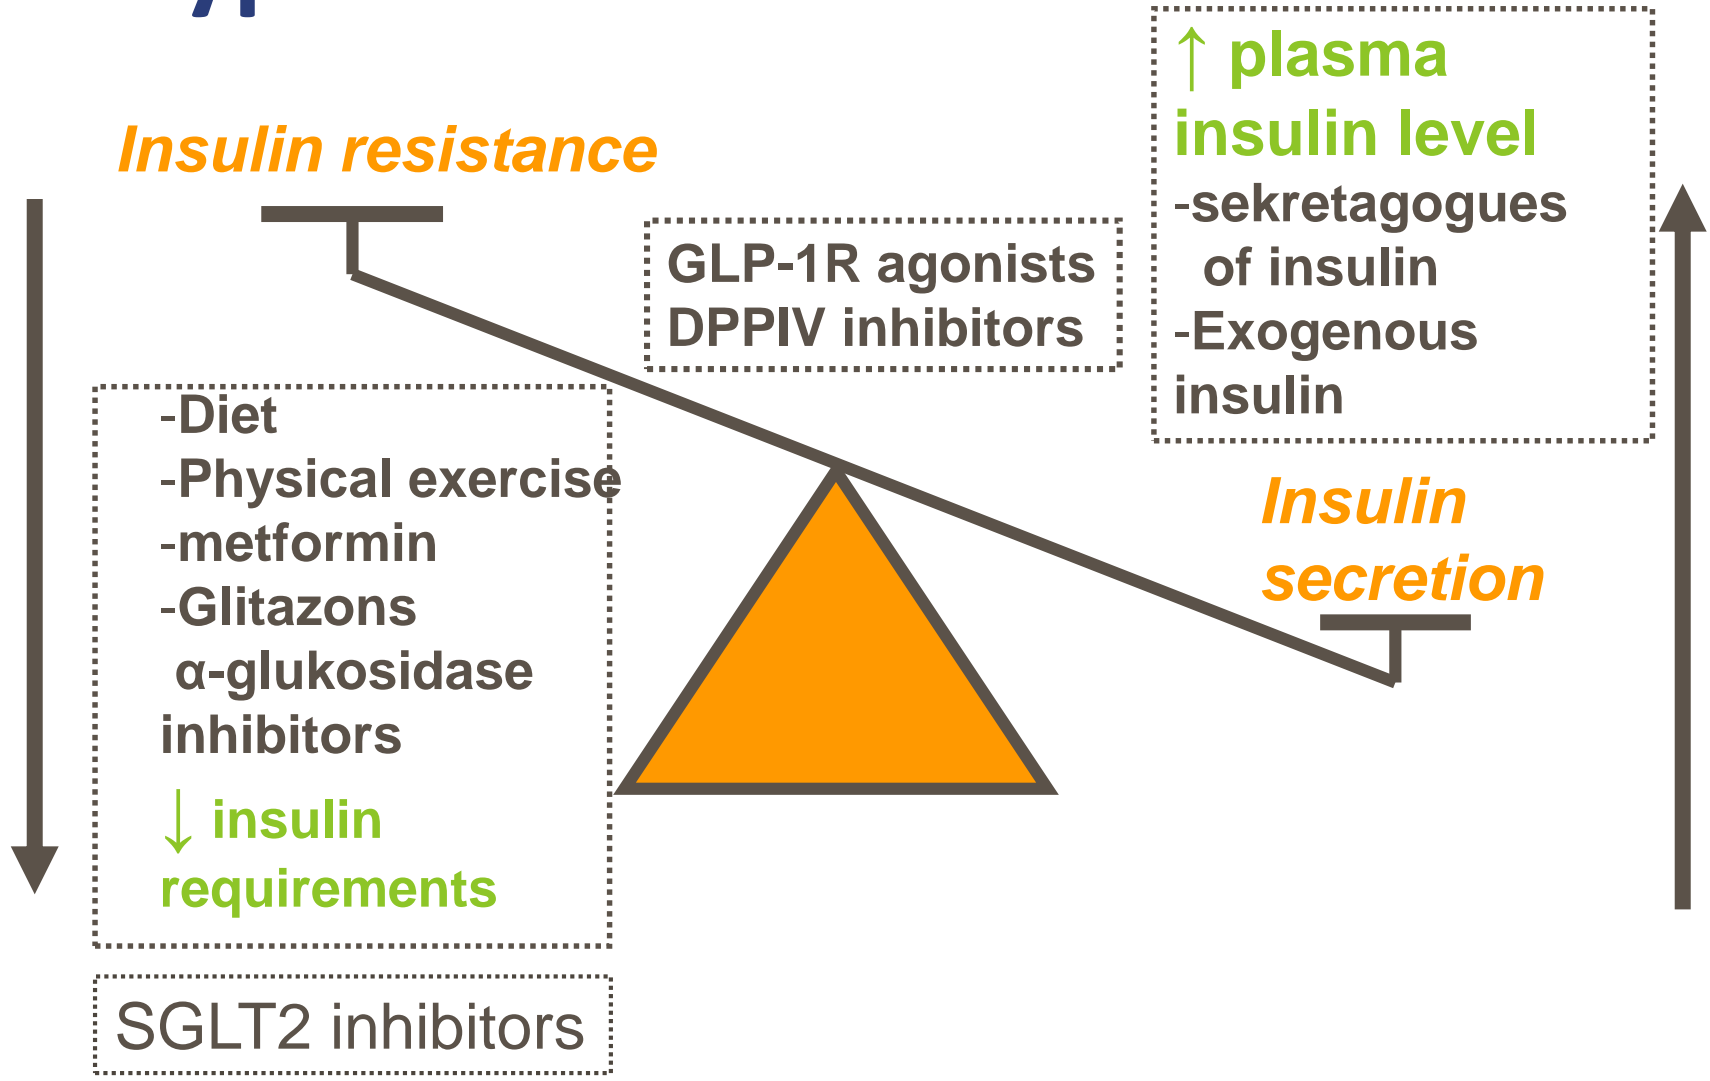 Insulin resistance
↑ plasma
insulin level
-sekretagogues
of insulin
-Exogenous
insulin
GLP-1R agonists
DPPIV inhibitors
-Diet
-Physical exercise
-metformin
-Glitazons
α-glukosidase
inhibitors
↓ insulin
requirements
Insulin
secretion
SGLT2 inhibitors